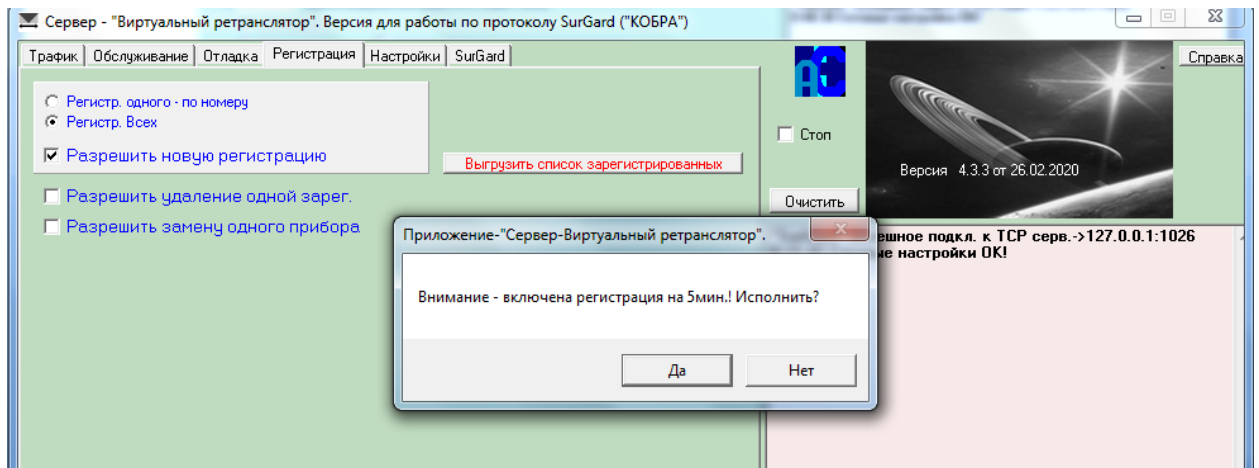 Сервер - "Виртуальный ретранслятор". Версия для работы по протоколу SurGard ("КОБРА")
Трафик Обслуживание Отладка Регистрация Настройки SurGard
Справка
Регистр. одного - по номеру
Регистр. Всех
Разрешить новую регистрацию
Выгрузить список зарегистрированных
Разрешить удаление одной зарег.
Разрешить замену одного прибора
Стоп
Версия 4.3.3 от 26.02.2020
Очистить
Приложение-"Сервер-Виртуальный ретранслятор".
Внимание - включена регистрация на 5мин.! Исполнить?
Да Нет
подкл. к TCP серв.->127.0.0.1:1026
настройки ОК!